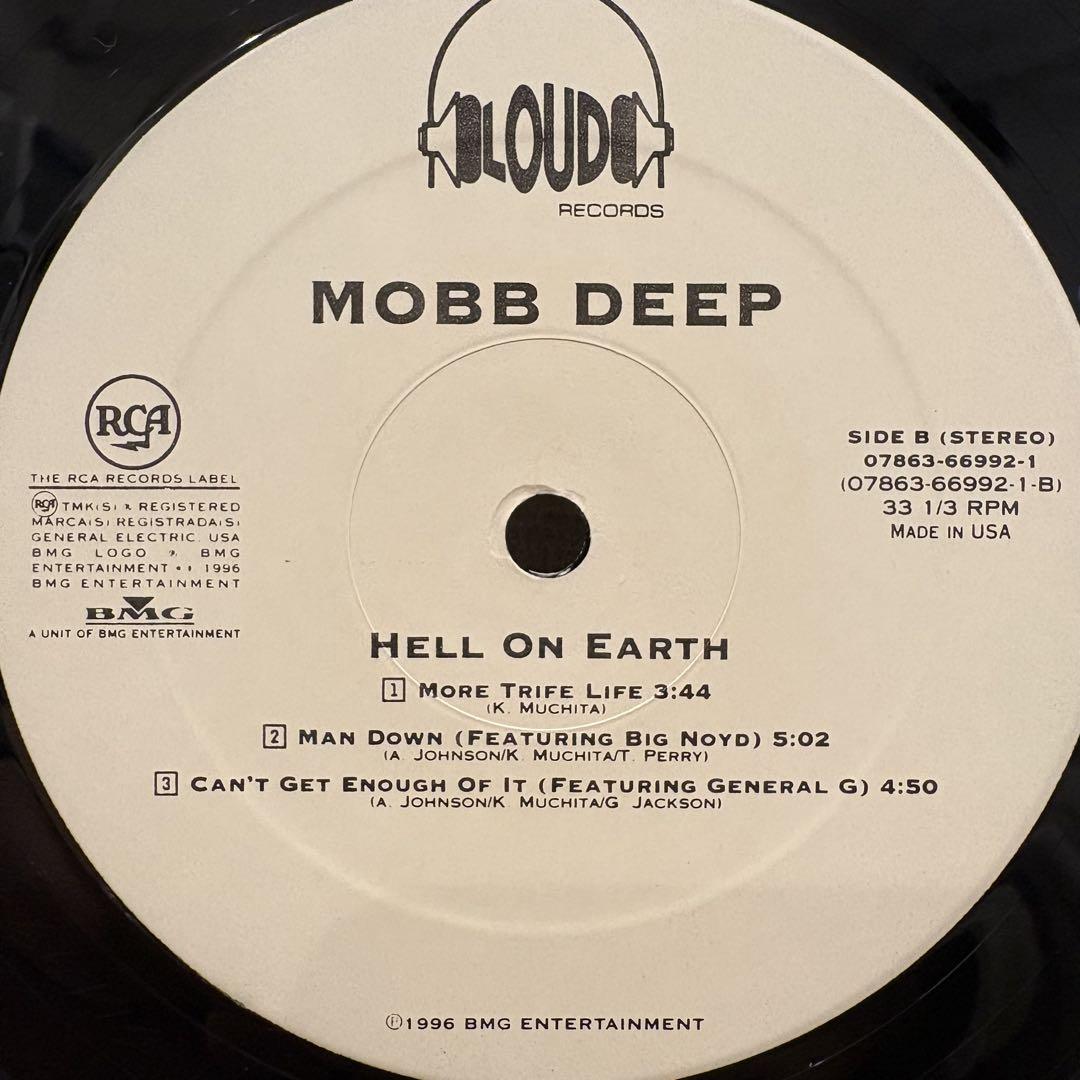 LOUD
RECORDS
MOBB DEEP
RCA
THE RCA RECORDS LABEL
RCA TMK(S) ® REGISTERED
MARCA(S) REGISTRADA(S)
GENERAL ELECTRIC. USA
BMG LOGO ® BMG
ENTERTAINMENT •• 1996
BMG ENTERTAINMENT
BMG
A UNIT OF BMG ENTERTAINMENT
SIDE B (STEREO)
07863-66992-1
(07863-66992-1-B)
33 1/3 RPM
MADE IN USA
HELL ON EARTH
1 MORE TRIFE LIFE 3:44
(K. MUCHITA)
2 MAN DOWN (FEATURING BIG NOYD) 5:02
(A. JOHNSON/K. MUCHITA/T. PERRY)
3 CAN'T GET ENOUGH OF IT (FEATURING GENERAL G) 4:50
(A. JOHNSON/K. MUCHITA/G JACKSON)
℗1996 BMG ENTERTAINMENT